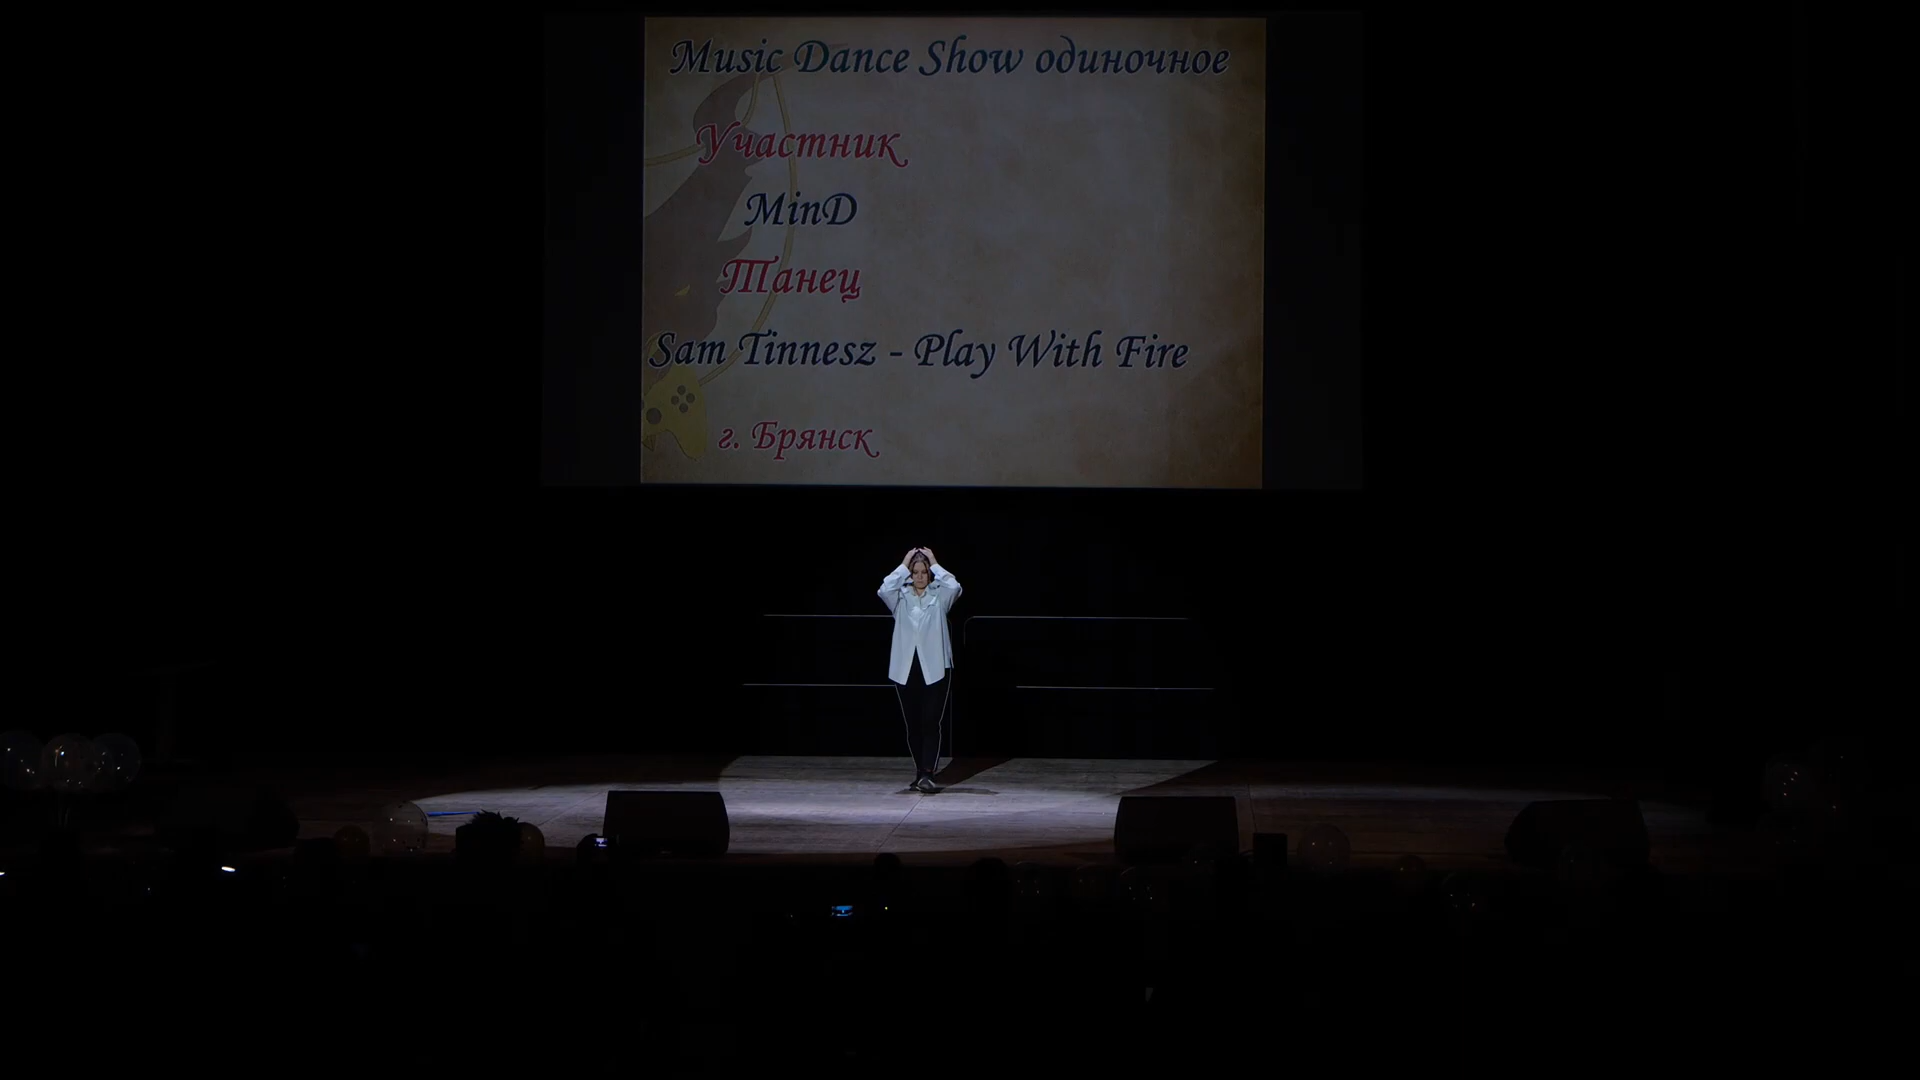 Music Dance Show одиночное
Участник
MinD
Танец
Sam Tinnesz - Play With Fire
г. Брянск